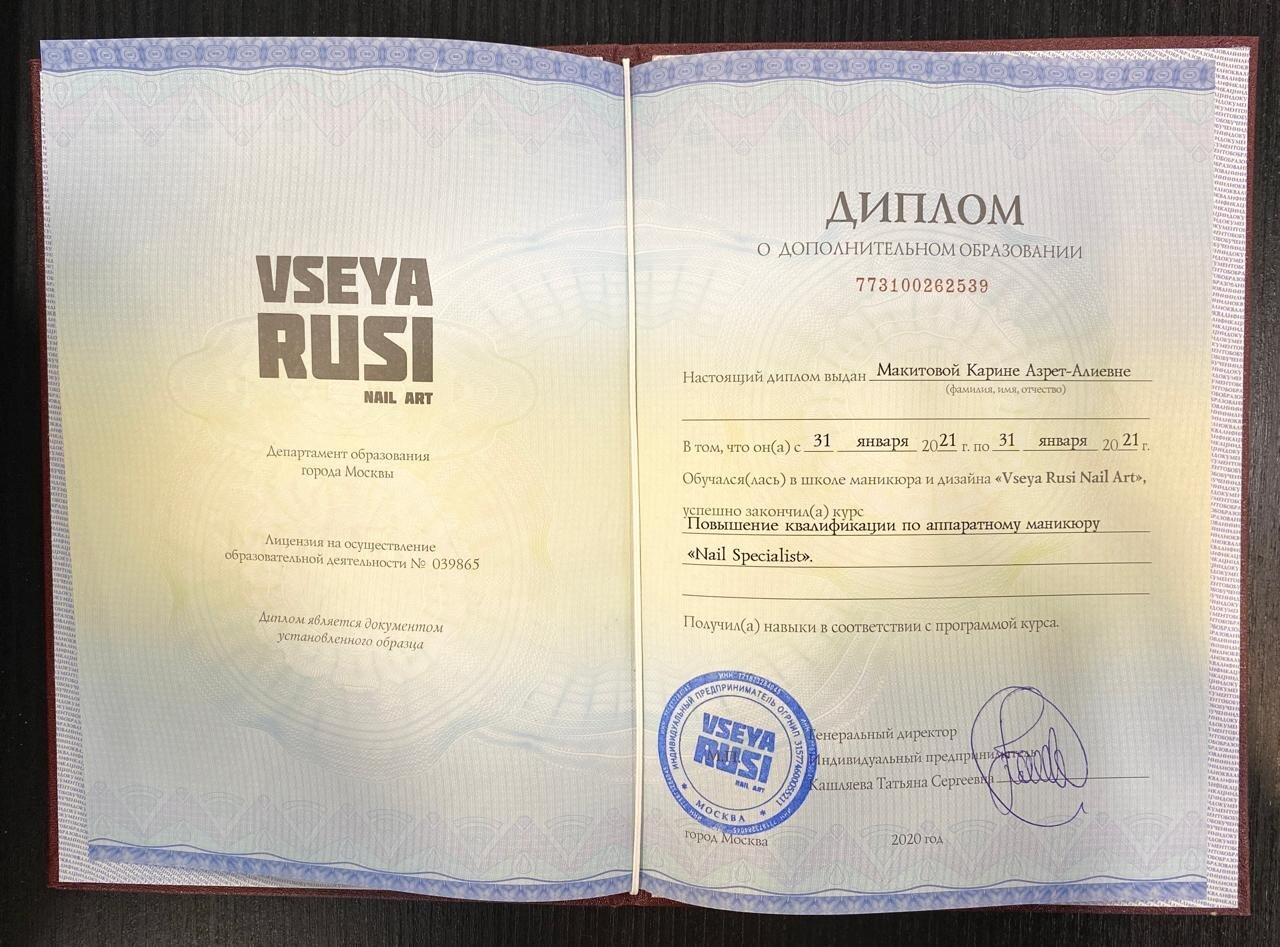 VSEYA
RUSI
NAIL ART
Департамент образования
города Москвы
Лицензия на осуществление
образовательной деятельности № 039865
Диплом является документом
установленного образца
ДИПЛОМ
О ДОПОЛНИТЕЛЬНОМ ОБРАЗОВАНИИ
773100262539
Настоящий диплом выдан Макитовой Карине Азрет-Алиевне
(фамилия, имя, отчество)
В том, что он(а) с 31 января 2021 г. по 31 января 2021 г.
Обучался(лась) в школе маникюра и дизайна «Vseya Rusi Nail Art»,
успешно закончил(а) курс
Повышение квалификации по аппаратному маникюру
«Nail Specialist».
Получил(а) навыки в соответствии с программой курса.
ИНДИВИДУАЛЬНЫЙ ПРЕДПРИНИМАТЕЛЬ ОГРНИП
VSEYA
RUSI
NAIL ART
МОСКВА
М.П.
Генеральный директор
Индивидуальный предприниматель
Кашляева Татьяна Сергеевна
город Москва
2020 год